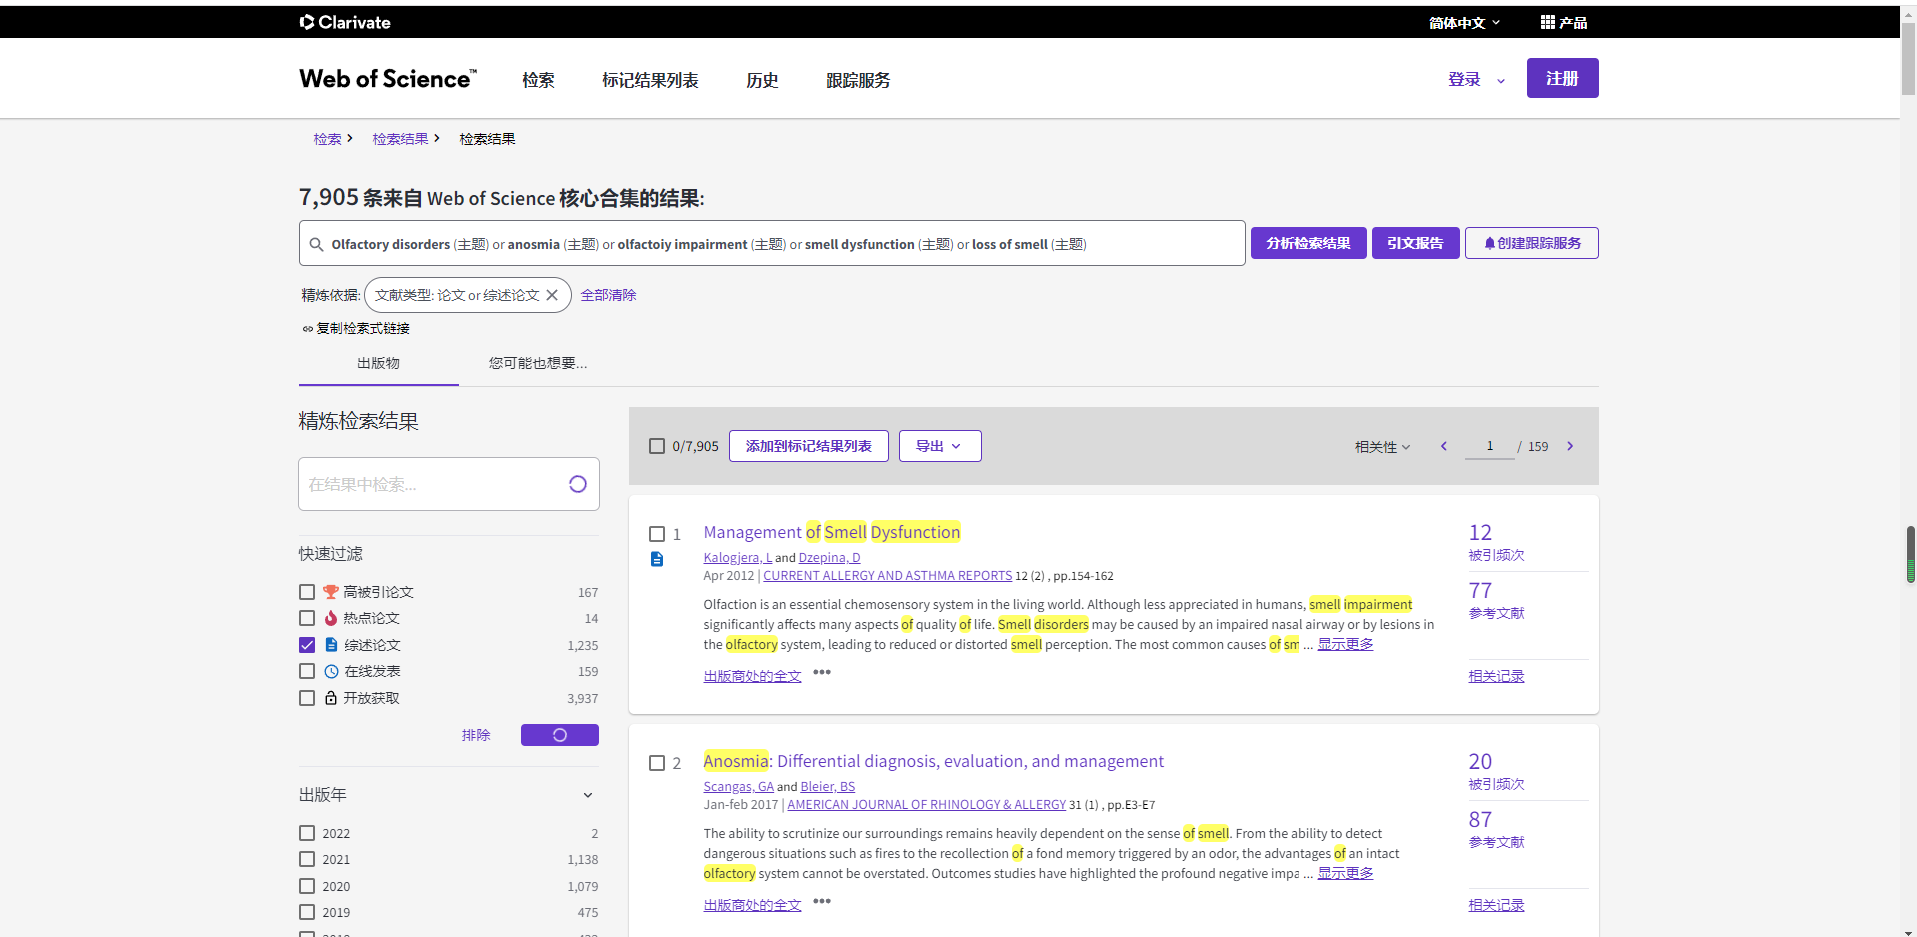 Clarivate
简体中文
产品
Web of Science™
检索
标记结果列表
历史
跟踪服务
登录
注册
检索 检索结果 检索结果
7,905 条来自 Web of Science 核心合集的结果:
Olfactory disorders (主题) or anosmia (主题) or olfactoiy impairment (主题) or smell dysfunction (主题) or loss of smell (主题)
分析检索结果
引文报告
创建跟踪服务
精炼依据: 文献类型: 论文 or 综述论文 全部清除
复制检索式链接
出版物
您可能也想要...
精炼检索结果
在结果中检索...
快速过滤
高被引论文 167
热点论文 14
综述论文 1,235
在线发表 159
开放获取 3,937
排除
出版年
2022 2
2021 1,138
2020 1,079
2019 475
0/7,905 添加到标记结果列表 导出 相关性 1 / 159
1 Management of Smell Dysfunction
Kalogjera, L and Dzepina, D
Apr 2012 | CURRENT ALLERGY AND ASTHMA REPORTS 12 (2) , pp.154-162
Olfaction is an essential chemosensory system in the living world. Although less appreciated in humans, smell impairment
significantly affects many aspects of quality of life. Smell disorders may be caused by an impaired nasal airway or by lesions in
the olfactory system, leading to reduced or distorted smell perception. The most common causes of sm ... 显示更多
出版商处的全文 •••
12
被引频次
77
参考文献
相关记录
2 Anosmia: Differential diagnosis, evaluation, and management
Scangas, GA and Bleier, BS
Jan-feb 2017 | AMERICAN JOURNAL OF RHINOLOGY & ALLERGY 31 (1) , pp.E3-E7
The ability to scrutinize our surroundings remains heavily dependent on the sense of smell. From the ability to detect
dangerous situations such as fires to the recollection of a fond memory triggered by an odor, the advantages of an intact
olfactory system cannot be overstated. Outcomes studies have highlighted the profound negative impa ... 显示更多
出版商处的全文 •••
20
被引频次
87
参考文献
相关记录